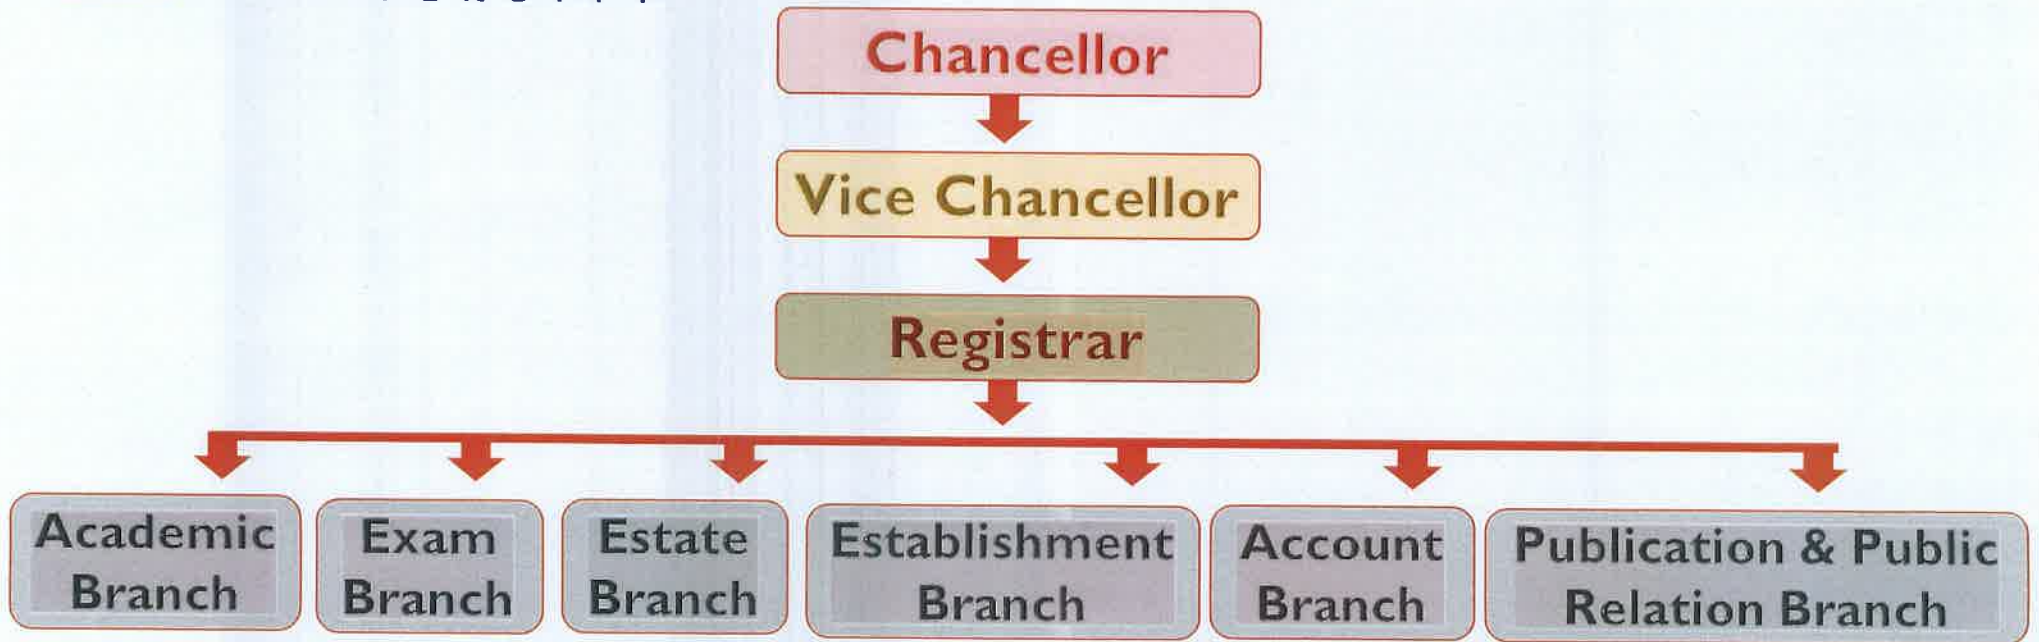 Chancellor
Vice Chancellor
Registrar
Academic
Branch
Exam
Branch
Estate
Branch
Establishment
Branch
Account
Branch
Publication & Public
Relation Branch